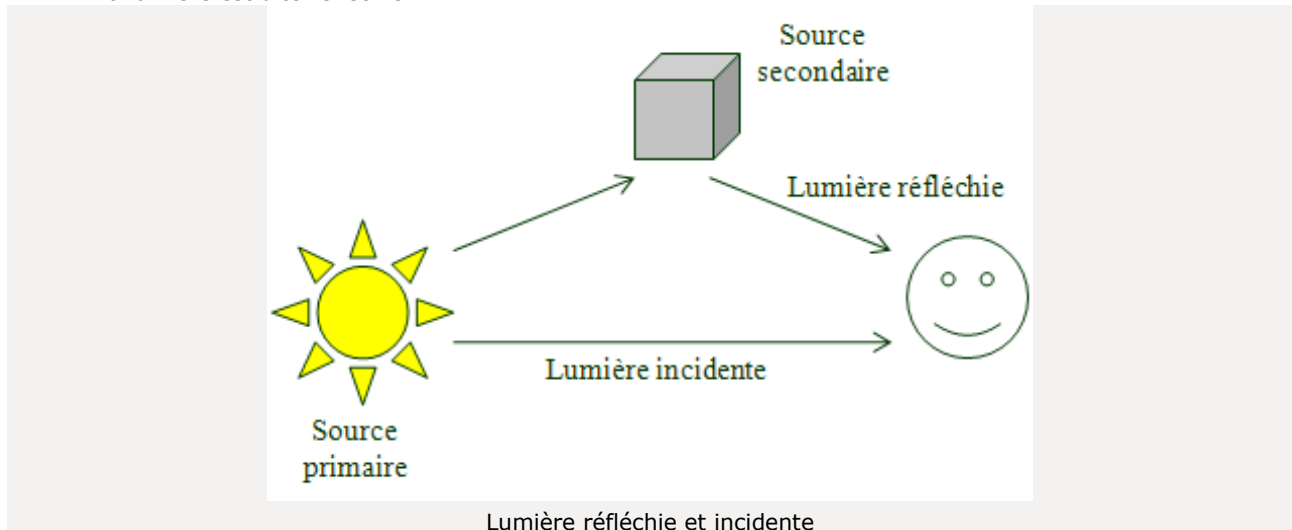 Source
secondaire
Lumière réfléchie
Lumière incidente
Source
primaire
Lumière réfléchie et incidente